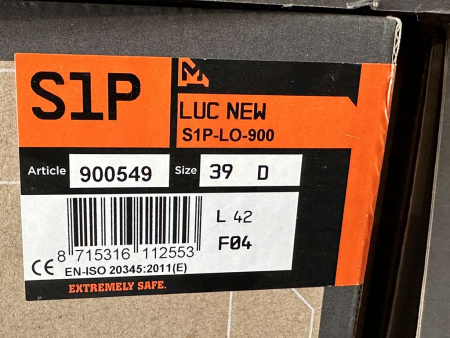 S1P
M
LUC NEW
S1P-LO-900
Article 900549 Size 39 D
L 42
F04
8 715316 112553
CE EN-ISO 20345:2011(E)
EXTREMELY SAFE.